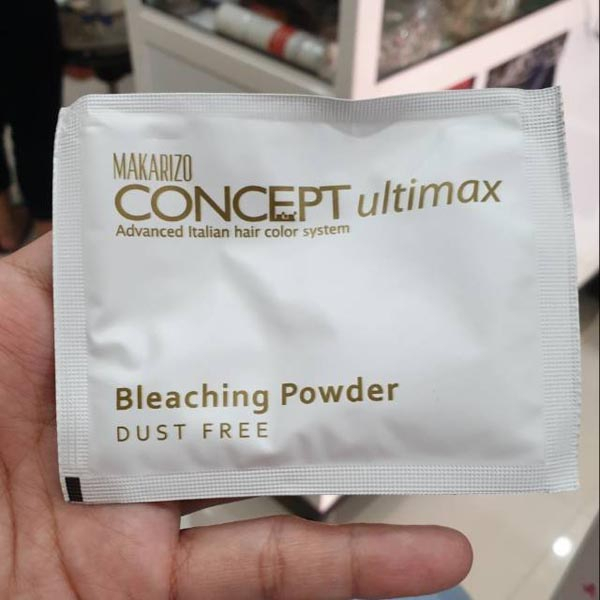 MAKARIZO
CONCEPT ultimax
Advanced Italian hair color system
Bleaching Powder
DUST FREE